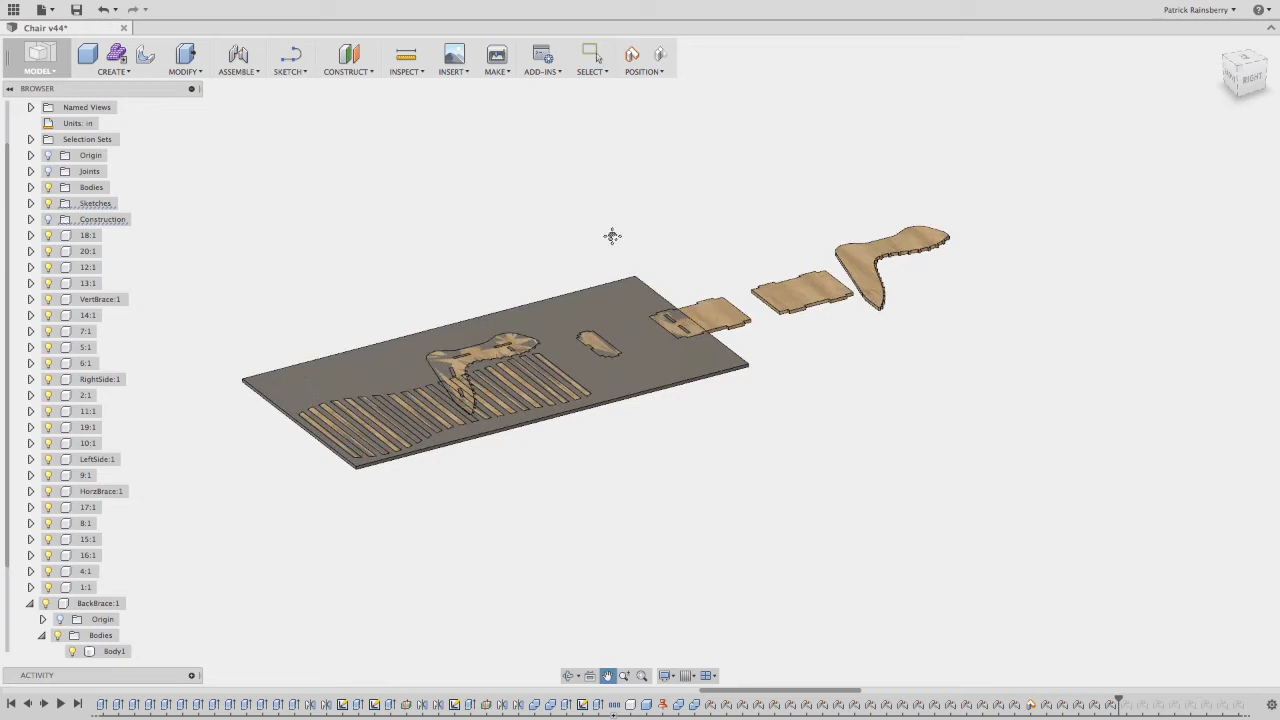 Patrick Rainsberry
Chair v44*
MODEL
CREATE
MODIFY
ASSEMBLE
SKETCH
CONSTRUCT
INSPECT
INSERT
MAKE
ADD-INS
SELECT
POSITION
RIGHT
BROWSER
Named Views
Units: in
Selection Sets
Origin
Joints
Bodies
Sketches
Construction
18:1
20:1
12:1
13:1
VertBrace:1
14:1
7:1
5:1
6:1
RightSide:1
2:1
11:1
19:1
10:1
LeftSide:1
9:1
HorzBrace:1
17:1
8:1
15:1
16:1
4:1
1:1
BackBrace:1
Origin
Bodies
Body1
ACTIVITY